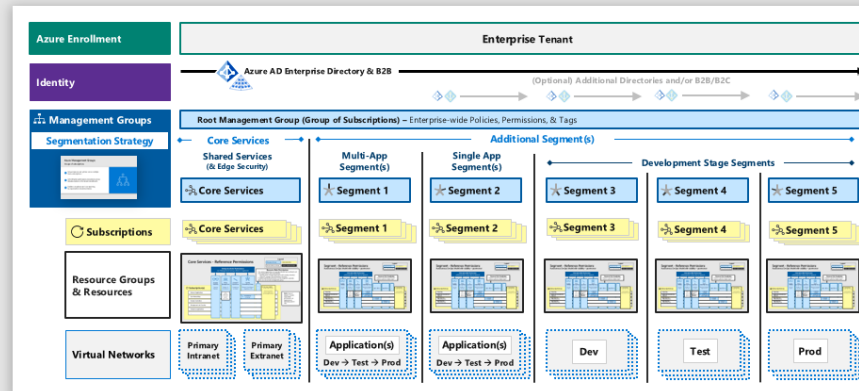 Azure Enrollment
Enterprise Tenant
Identity
Azure AD Enterprise Directory & B2B
(Optional) Additional Directories and/or B2B/B2C
Management Groups
Root Management Group (Group of Subscriptions) – Enterprise-wide Policies, Permissions, & Tags
Segmentation Strategy
Core Services
Additional Segment(s)
Shared Services
(& Edge Security)
Multi-App
Segment(s)
Single App
Segment(s)
Development Stage Segments
Core Services
Segment 1
Segment 2
Segment 3
Segment 4
Segment 5
Subscriptions
Core Services
Segment 1
Segment 2
Segment 3
Segment 4
Segment 5
Resource Groups
& Resources
Core Services - Reference Permissions
Virtual Networks
Primary
Intranet
Primary
Extranet
Application(s)
Dev → Test → Prod
Application(s)
Dev → Test → Prod
Dev
Test
Prod